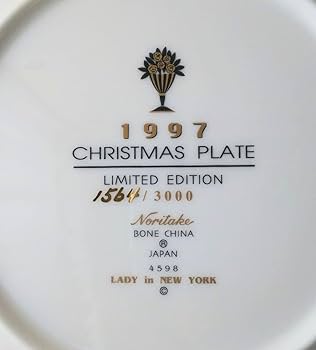 1997
CHRISTMAS PLATE
LIMITED EDITION
1564 / 3000
Noritake
BONE CHINA
®
JAPAN
4598
LADY in NEW YORK
©